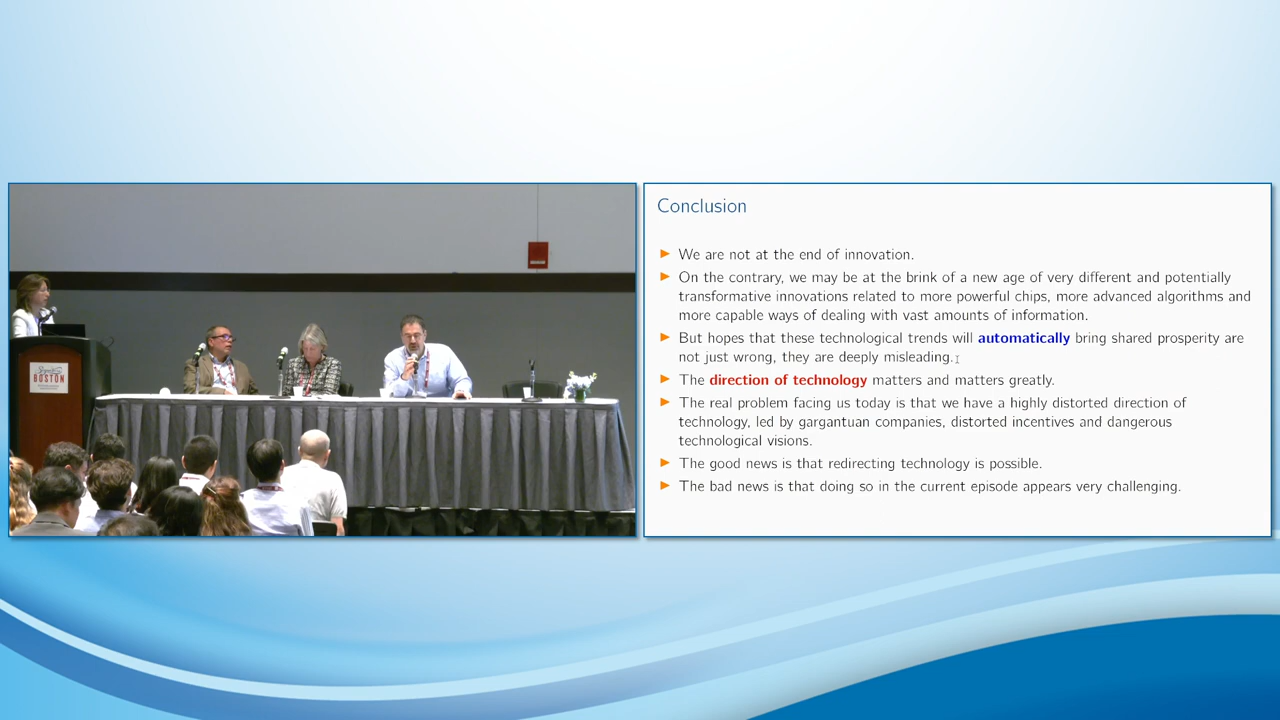 BOSTON
Conclusion
► We are not at the end of innovation.
► On the contrary, we may be at the brink of a new age of very different and potentially
transformative innovations related to more powerful chips, more advanced algorithms and
more capable ways of dealing with vast amounts of information.
► But hopes that these technological trends will automatically bring shared prosperity are
not just wrong, they are deeply misleading.
► The direction of technology matters and matters greatly.
► The real problem facing us today is that we have a highly distorted direction of
technology, led by gargantuan companies, distorted incentives and dangerous
technological visions.
► The good news is that redirecting technology is possible.
► The bad news is that doing so in the current episode appears very challenging.